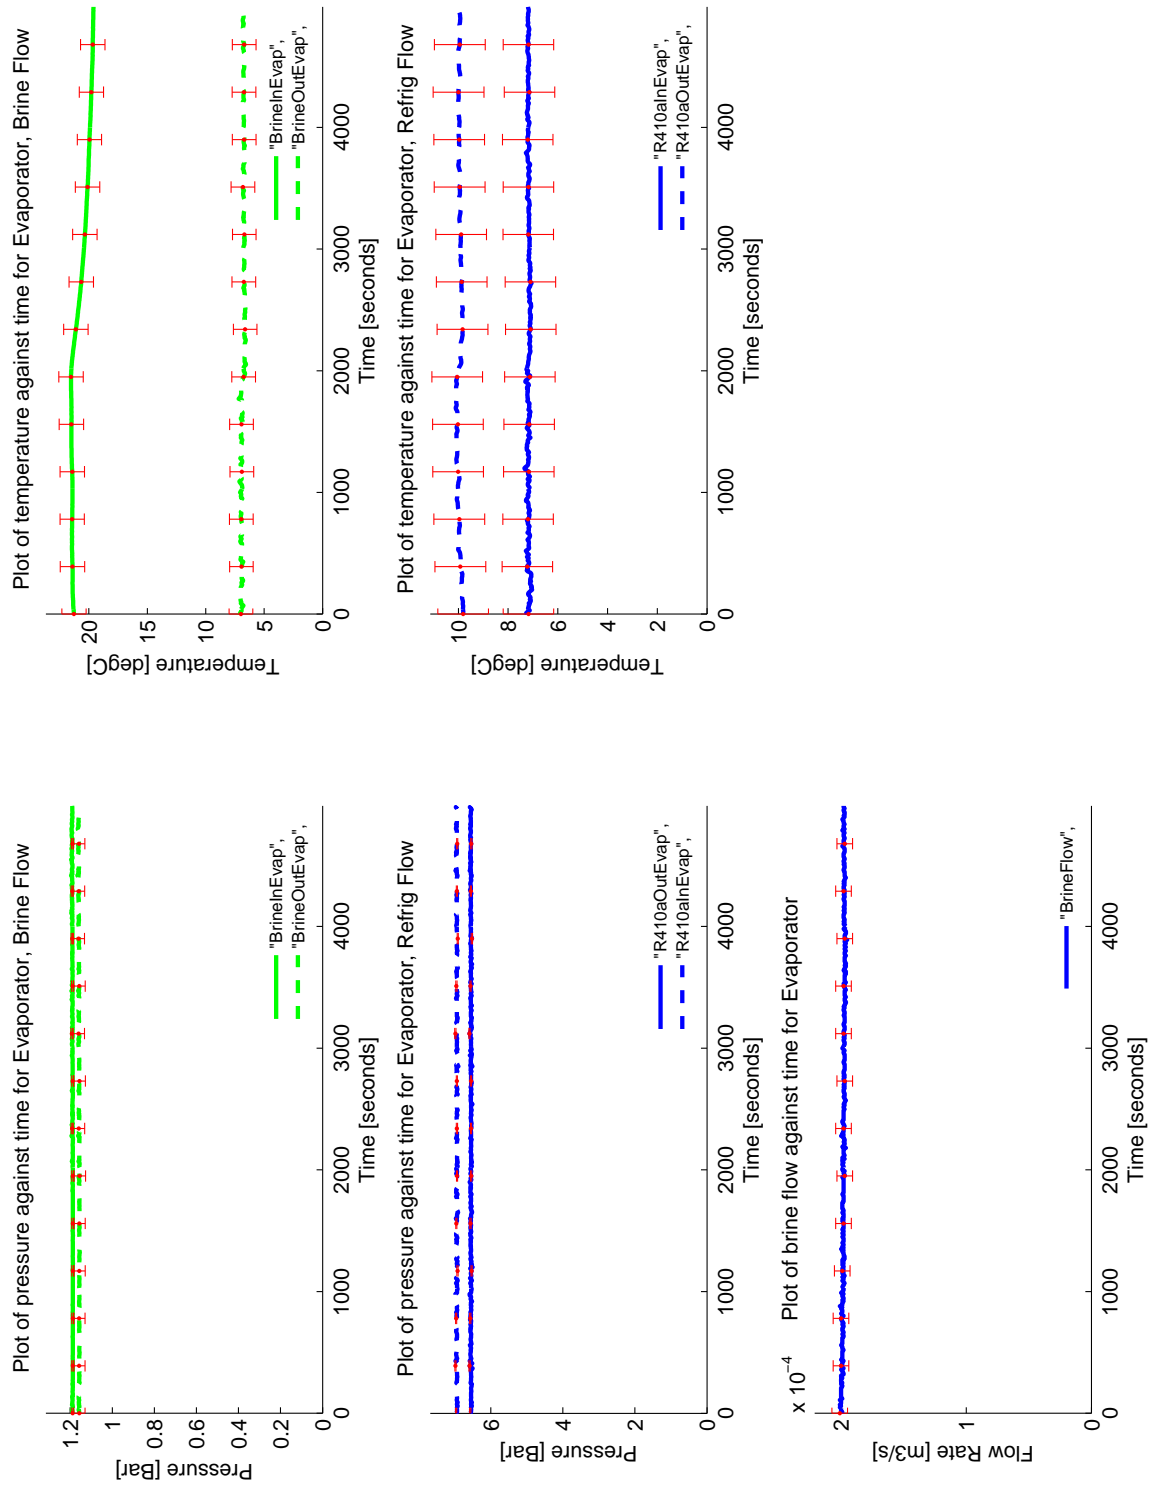 Plot of pressure against time for Evaporator, Brine Flow
Pressure [Bar]
1.2
1
0.8
0.6
0.4
0.2
0
0 1000 2000 3000 4000
Time [seconds]
"BrineInEvap",
"BrineOutEvap",
Plot of temperature against time for Evaporator, Brine Flow
Temperature [degC]
20
15
10
5
0
0 1000 2000 3000 4000
Time [seconds]
"BrineInEvap",
"BrineOutEvap",
Plot of pressure against time for Evaporator, Refrig Flow
Pressure [Bar]
6
4
2
0
0 1000 2000 3000 4000
Time [seconds]
"R410aOutEvap",
"R410aInEvap",
Plot of temperature against time for Evaporator, Refrig Flow
Temperature [degC]
10
8
6
4
2
0
0 1000 2000 3000 4000
Time [seconds]
"R410aInEvap",
"R410aOutEvap",
x 10−4
Plot of brine flow against time for Evaporator
Flow Rate [m3/s]
2
1
0
0 1000 2000 3000 4000
Time [seconds]
"BrineFlow",